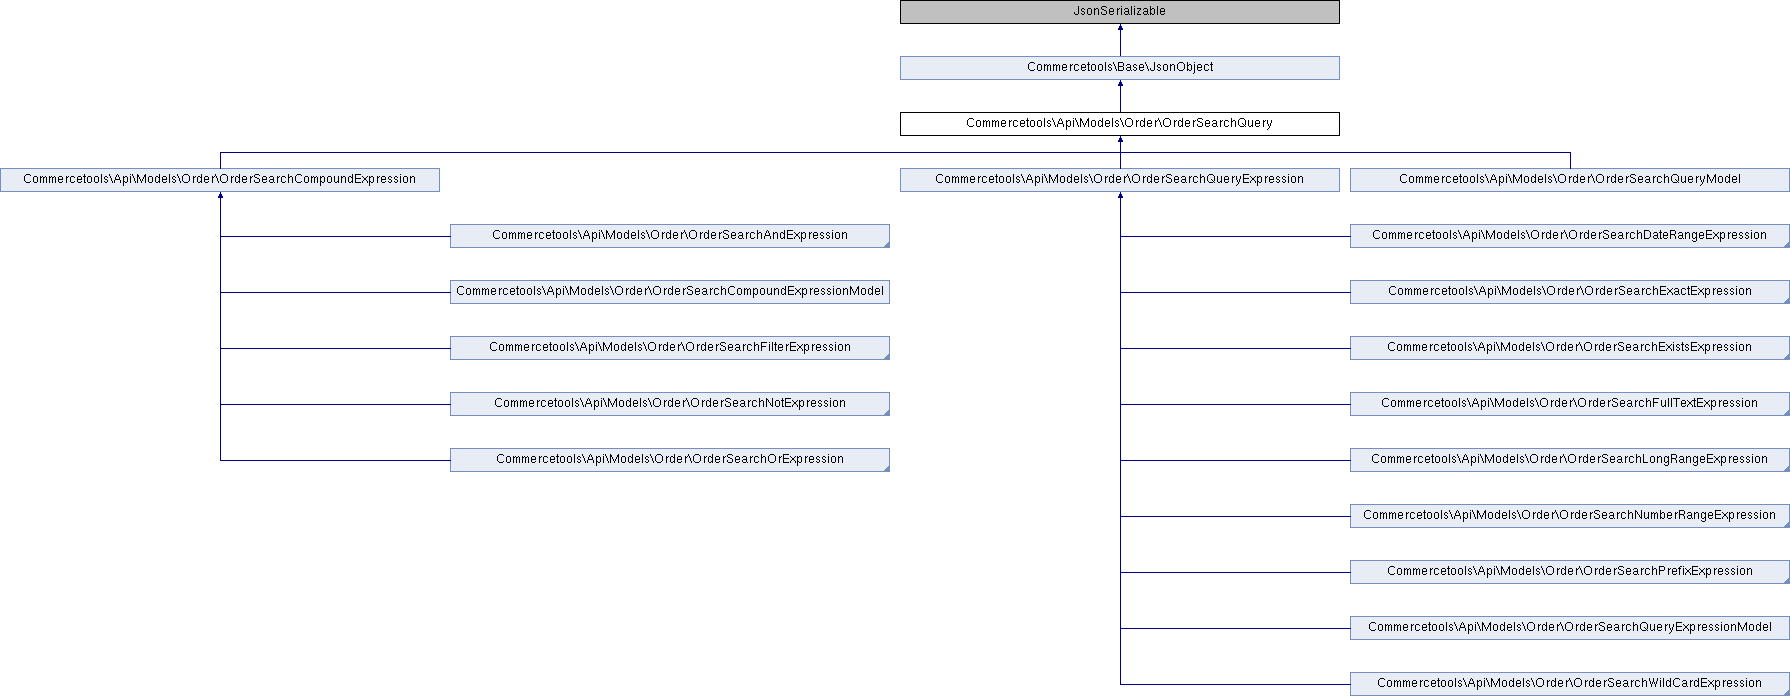 JsonSerializable
Commercetools\Base\JsonObject
Commercetools\Api\Models\Order\OrderSearchQuery
Commercetools\Api\Models\Order\OrderSearchCompoundExpression
Commercetools\Api\Models\Order\OrderSearchQueryExpression
Commercetools\Api\Models\Order\OrderSearchQueryModel
Commercetools\Api\Models\Order\OrderSearchAndExpression
Commercetools\Api\Models\Order\OrderSearchDateRangeExpression
Commercetools\Api\Models\Order\OrderSearchCompoundExpressionModel
Commercetools\Api\Models\Order\OrderSearchExactExpression
Commercetools\Api\Models\Order\OrderSearchFilterExpression
Commercetools\Api\Models\Order\OrderSearchExistsExpression
Commercetools\Api\Models\Order\OrderSearchNotExpression
Commercetools\Api\Models\Order\OrderSearchFullTextExpression
Commercetools\Api\Models\Order\OrderSearchOrExpression
Commercetools\Api\Models\Order\OrderSearchLongRangeExpression
Commercetools\Api\Models\Order\OrderSearchNumberRangeExpression
Commercetools\Api\Models\Order\OrderSearchPrefixExpression
Commercetools\Api\Models\Order\OrderSearchQueryExpressionModel
Commercetools\Api\Models\Order\OrderSearchWildCardExpression